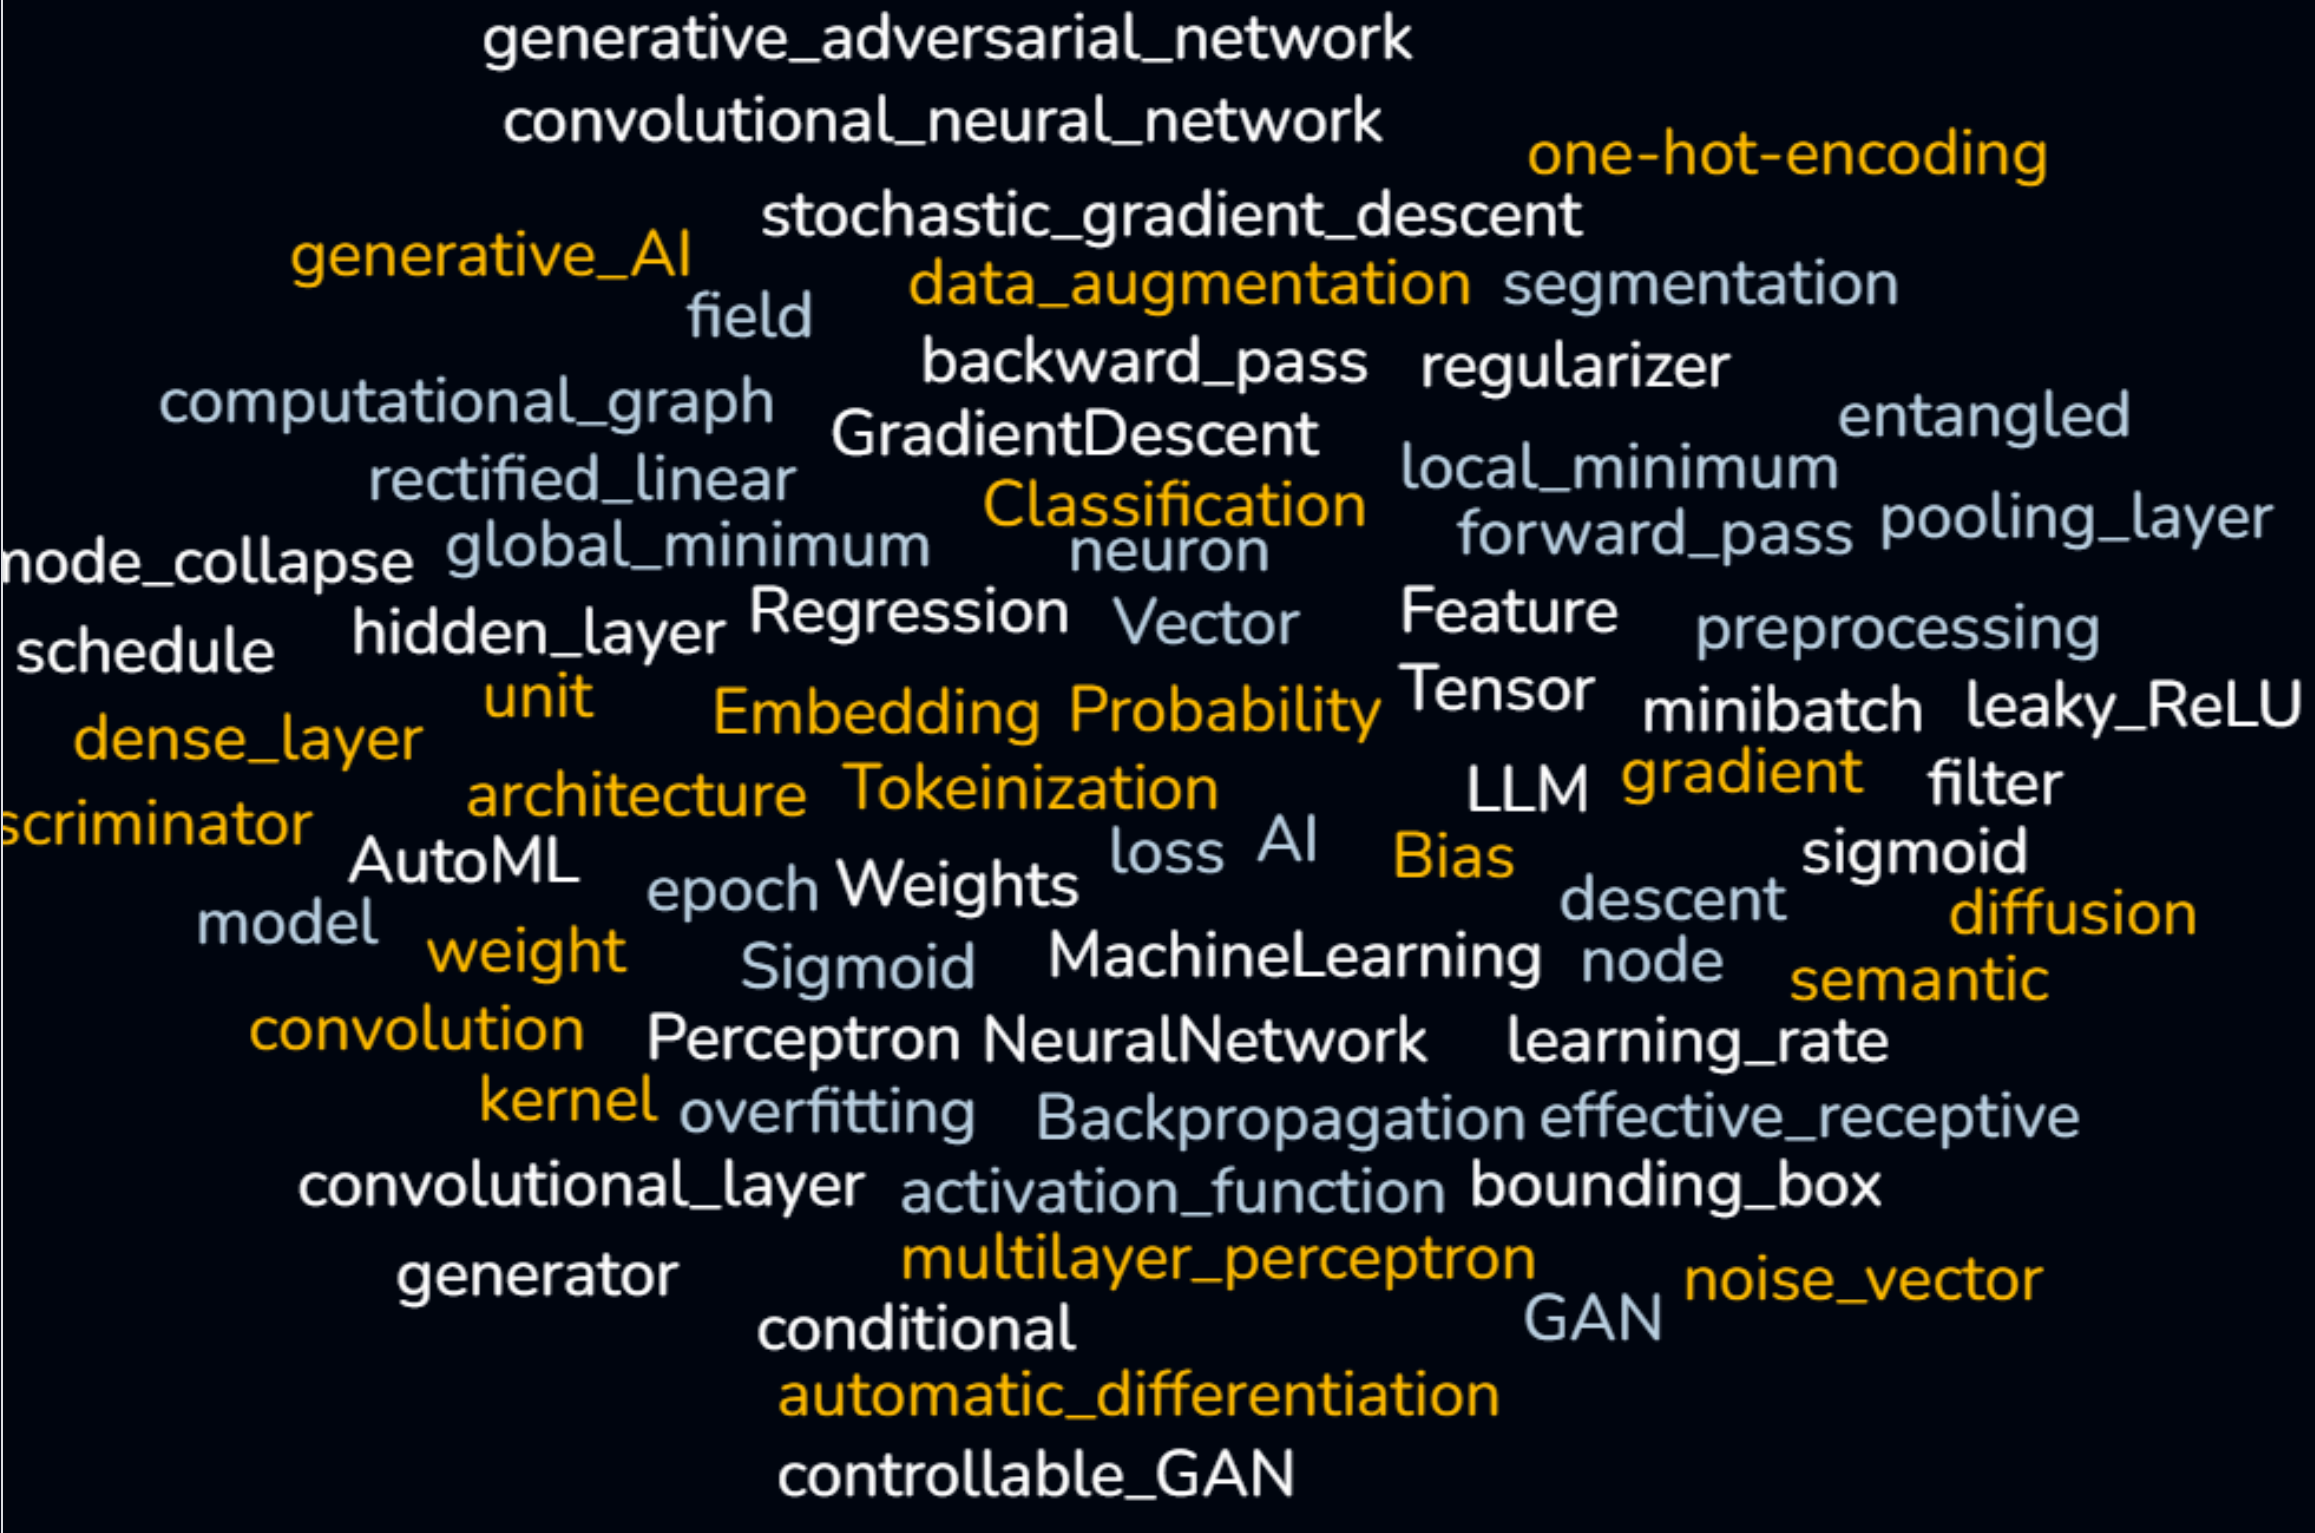 generative_adversarial_network
convolutional_neural_network
one-hot-encoding
stochastic_gradient_descent
generative_AI
data_augmentation segmentation
field
backward_pass regularizer
computational_graph
entangled
GradientDescent
local_minimum
rectified_linear
Classification
pooling_layer
forward_pass
global_minimum
neuron
node_collapse
Regression Vector Feature
hidden_layer
preprocessing
schedule
Tensor
unit
Embedding Probability
minibatch leaky_ReLU
dense_layer
gradient filter
architecture Tokeinization
LLM
scriminator
loss AI Bias
sigmoid
AutoML
epoch Weights
descent
diffusion
model
weight
Sigmoid
MachineLearning node
semantic
convolution
Perceptron NeuralNetwork learning_rate
kernel overfitting
Backpropagation effective_receptive
convolutional_layer activation_function bounding_box
multilayer_perceptron
generator
noise_vector
conditional
GAN
automatic_differentiation
controllable_GAN